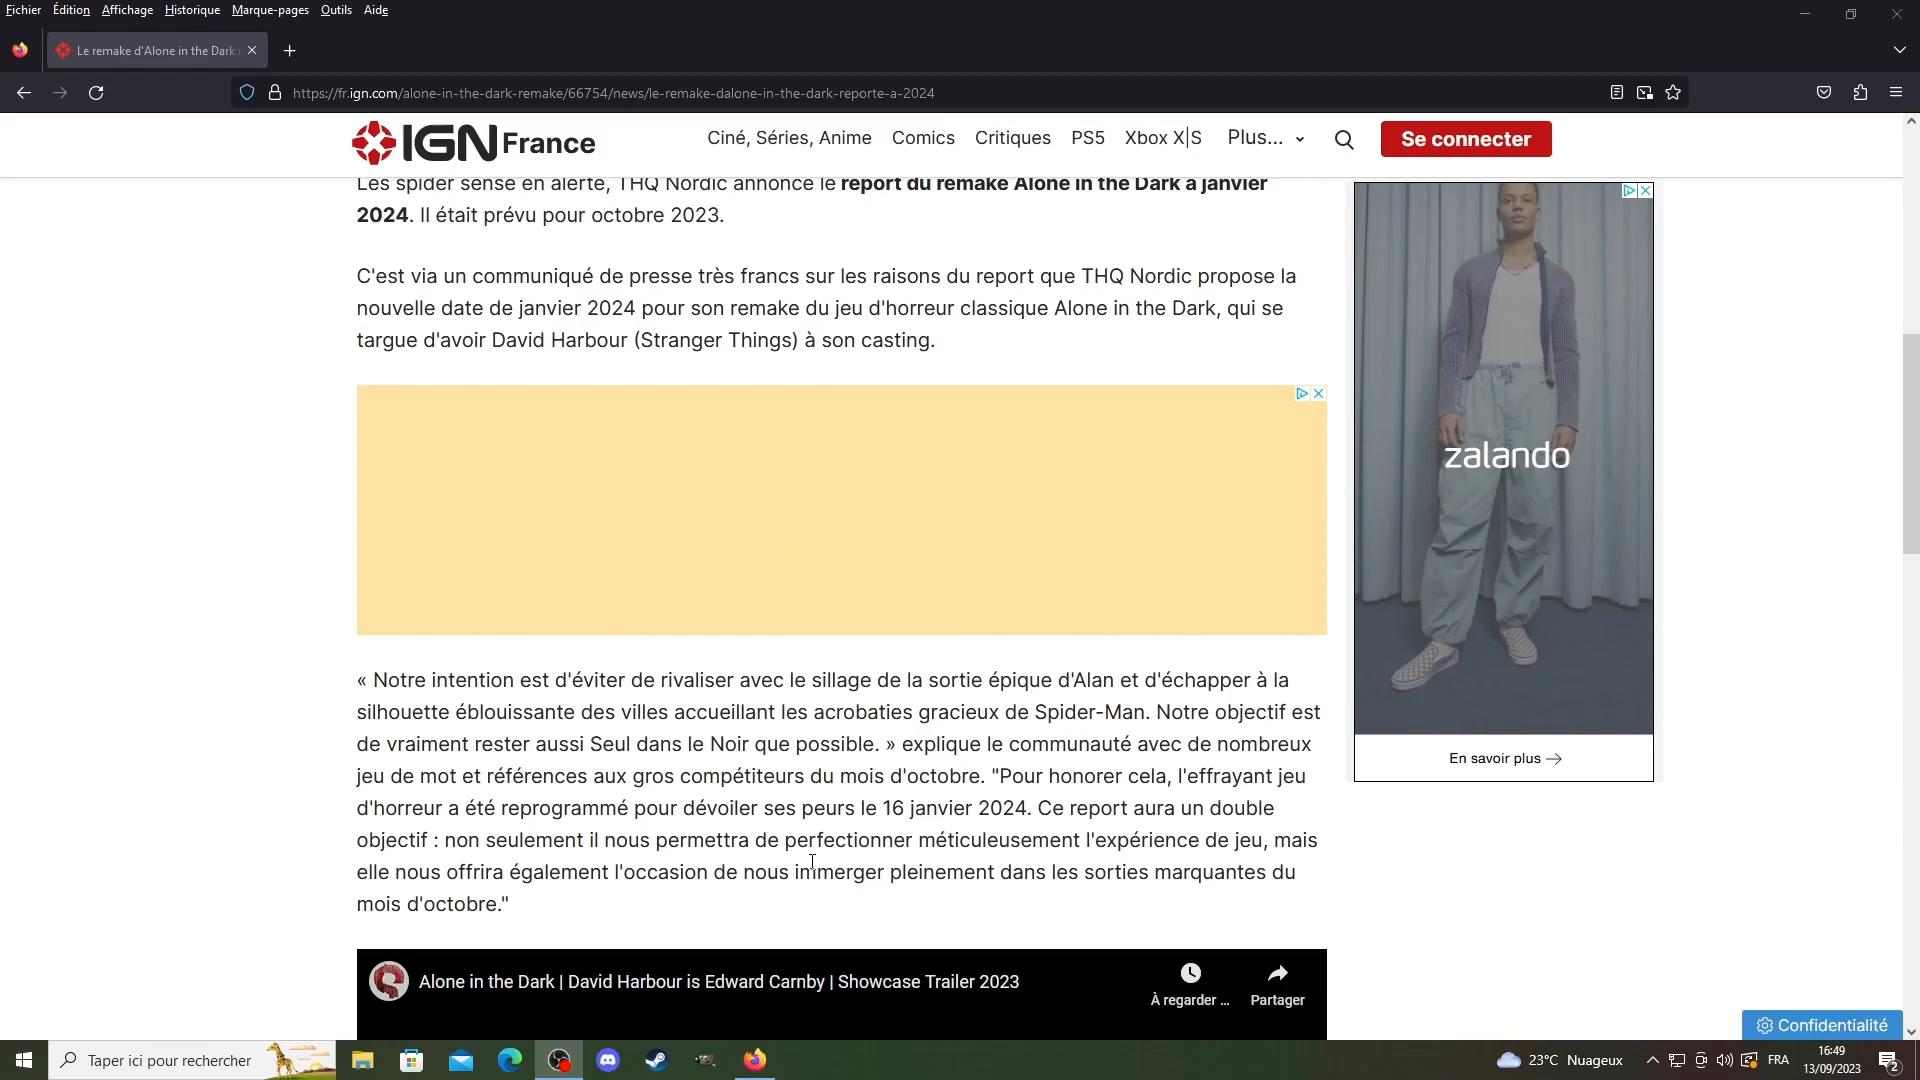 Fichier Édition Affichage Historique Marque-pages Outils Aide
Le remake d'Alone in the Dark
https://fr.ign.com/alone-in-the-dark-remake/66754/news/le-remake-dalone-in-the-dark-reporte-a-2024
IGN France
Ciné, Séries, Anime Comics Critiques PS5 Xbox X|S Plus... Se connecter
Les spider sense en alerte, THQ Nordic annonce le report du remake Alone in the Dark à janvier
2024. Il était prévu pour octobre 2023.
C'est via un communiqué de presse très francs sur les raisons du report que THQ Nordic propose la
nouvelle date de janvier 2024 pour son remake du jeu d'horreur classique Alone in the Dark, qui se
targue d'avoir David Harbour (Stranger Things) à son casting.
zalando
En savoir plus →
« Notre intention est d'éviter de rivaliser avec le sillage de la sortie épique d'Alan et d'échapper à la
silhouette éblouissante des villes accueillant les acrobaties gracieux de Spider-Man. Notre objectif est
de vraiment rester aussi Seul dans le Noir que possible. » explique le communauté avec de nombreux
jeu de mot et références aux gros compétiteurs du mois d'octobre. "Pour honorer cela, l'effrayant jeu
d'horreur a été reprogrammé pour dévoiler ses peurs le 16 janvier 2024. Ce report aura un double
objectif : non seulement il nous permettra de perfectionner méticuleusement l'expérience de jeu, mais
elle nous offrira également l'occasion de nous immerger pleinement dans les sorties marquantes du
mois d'octobre."
Alone in the Dark | David Harbour is Edward Carnby | Showcase Trailer 2023
À regarder ... Partager
Confidentialité
Taper ici pour rechercher
23°C Nuageux
FRA
16:49
13/09/2023
2